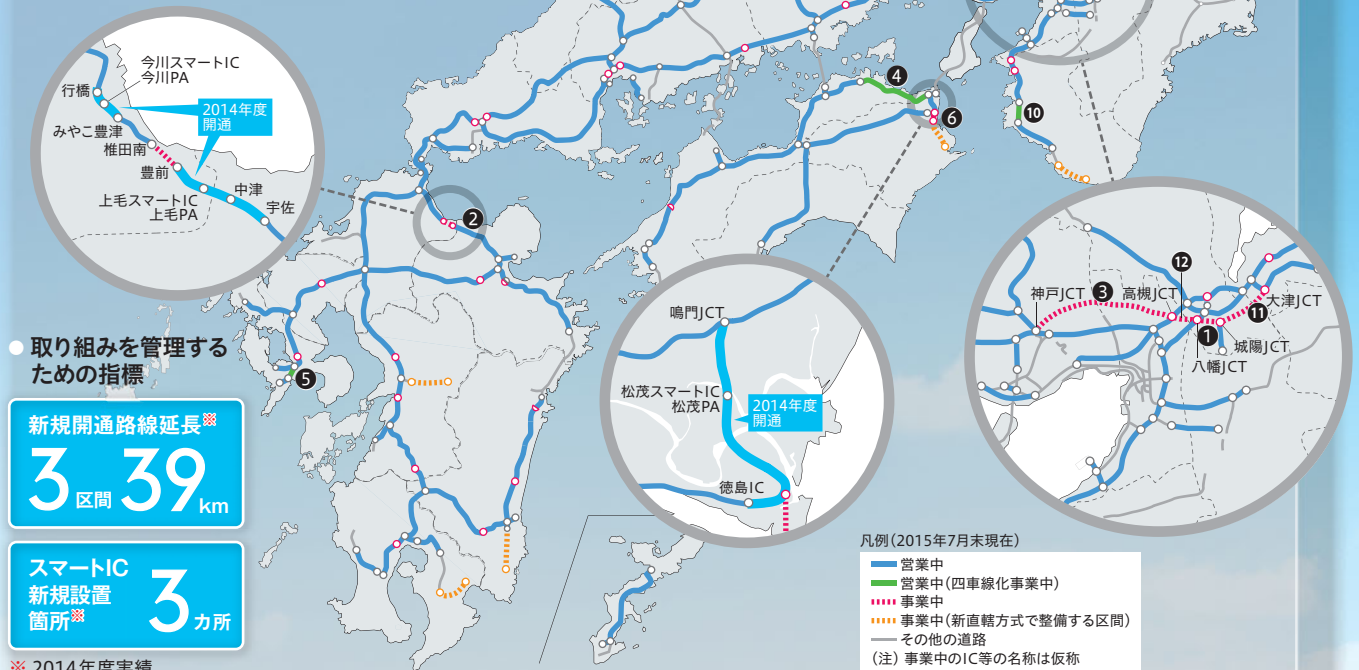 今川スマートIC
今川PA
行橋
2014年度
開通
みやこ豊津
椎田南
豊前
上毛スマートIC
上毛PA
中津
宇佐
2
4
6
10
鳴門JCT
松茂スマートIC
松茂PA
2014年度
開通
徳島IC
12
神戸JCT
3
高槻JCT
大津JCT
11
1
城陽JCT
八幡JCT
5
● 取り組みを管理する
ための指標
新規開通路線延長※
3区間 39km
スマートIC
新規設置
箇所※
3カ所
※ 2014年度実績
凡例(2015年7月末現在)
営業中
営業中(四車線化事業中)
事業中
事業中(新直轄方式で整備する区間)
その他の道路
(注) 事業中のIC等の名称は仮称